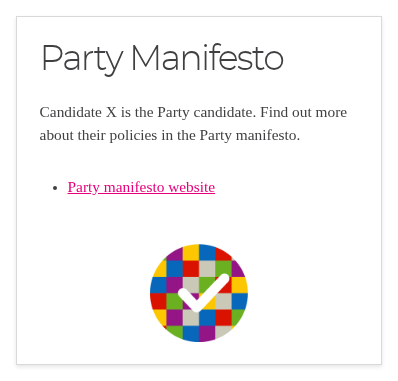 Party Manifesto
Candidate X is the Party candidate. Find out more
about their policies in the Party manifesto.
• Party manifesto website